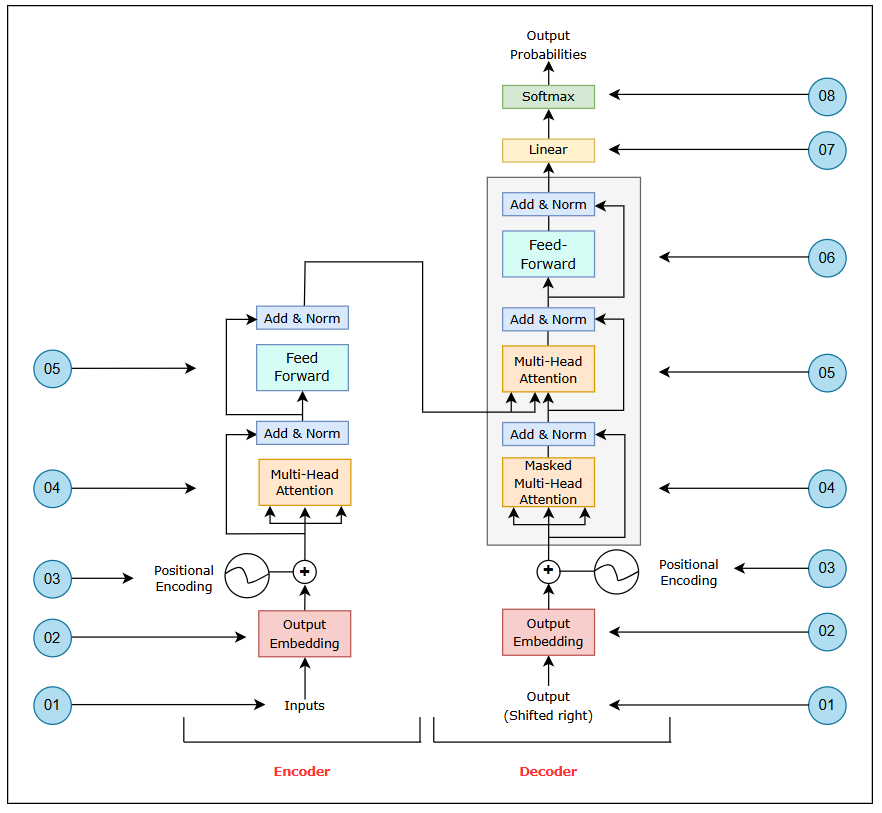 Output
Probabilities
Softmax
08
Linear
07
Add & Norm
Feed-
Forward
06
Add & Norm
Add & Norm
05
Feed
Forward
Multi-Head
Attention
05
Add & Norm
Add & Norm
04
Multi-Head
Attention
Masked
Multi-Head
Attention
04
03
Positional
Encoding
+
+
Positional
Encoding
03
02
Output
Embedding
Output
Embedding
02
01
Inputs
Output
(Shifted right)
01
Encoder
Decoder